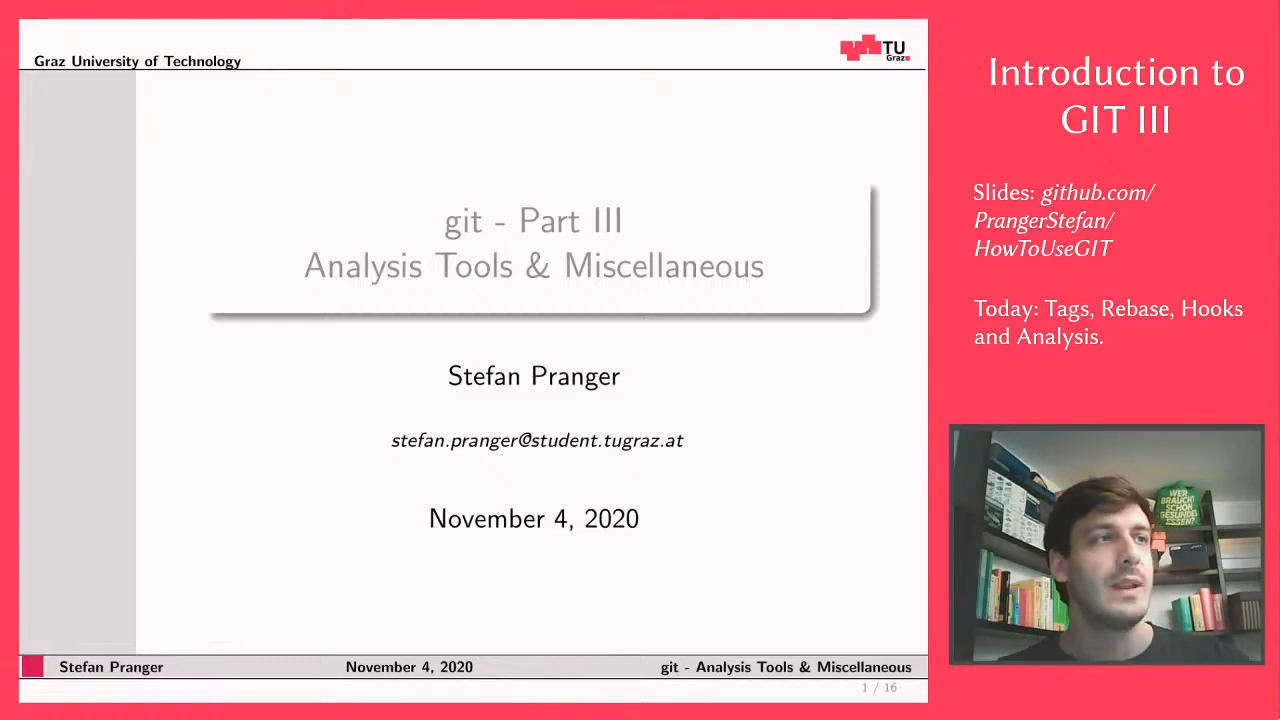 Graz University of Technology
TU
Graz
git - Part III
Analysis Tools & Miscellaneous
Stefan Pranger
stefan.pranger@student.tugraz.at
November 4, 2020
Stefan Pranger November 4, 2020 git - Analysis Tools & Miscellaneous
1 / 16
Introduction to
GIT III
Slides: github.com/
PrangerStefan/
HowToUseGIT
Today: Tags, Rebase, Hooks
and Analysis.
WER
BRAUCHT
SCHON
GESUNDES
ESSEN?